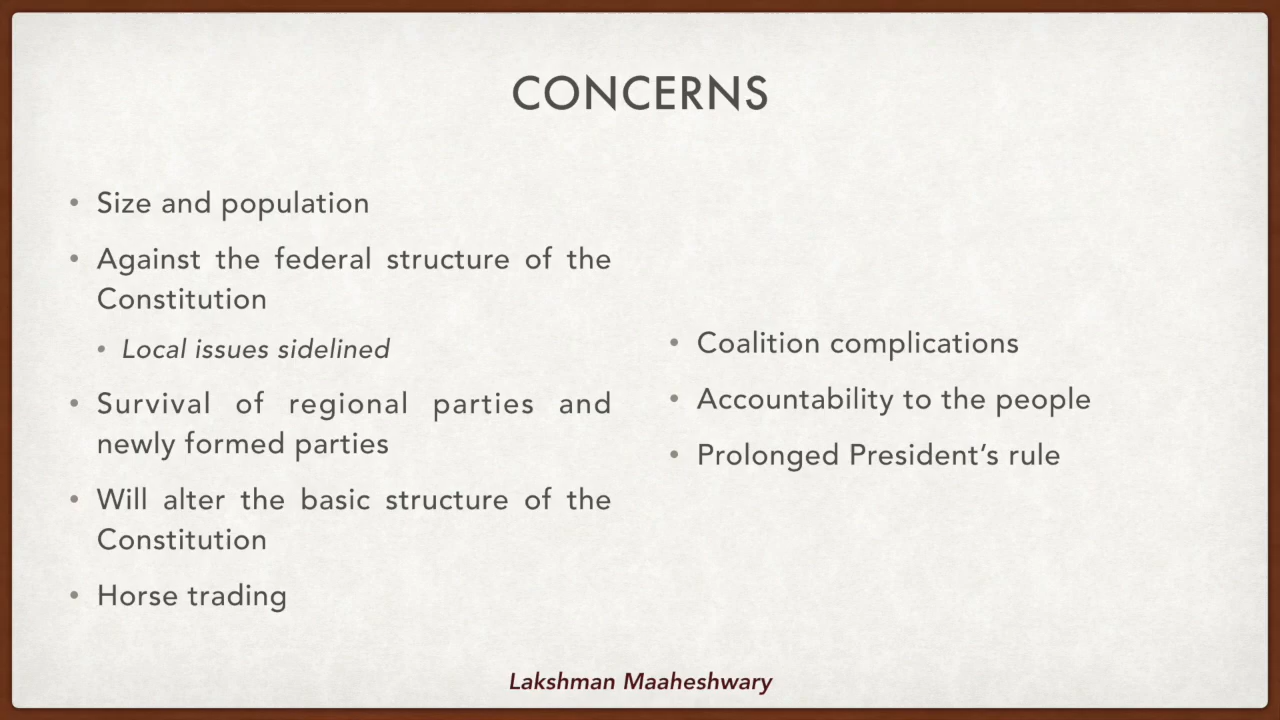 CONCERNS
• Size and population
• Against the federal structure of the
Constitution
• Local issues sidelined
• Survival of regional parties and
newly formed parties
• Will alter the basic structure of the
Constitution
• Horse trading
• Coalition complications
• Accountability to the people
• Prolonged President’s rule
Lakshman Maaheshwary